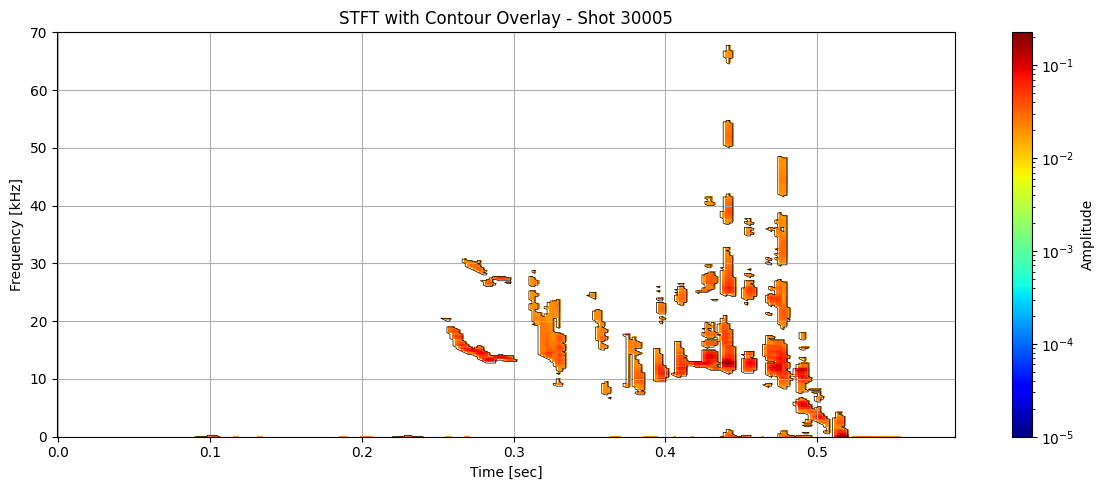 STFT with Contour Overlay - Shot 30005
70
60
50
40
30
20
10
0
Frequency [kHz]
0.0 0.1 0.2 0.3 0.4 0.5
Time [sec]
10⁻¹
10⁻²
10⁻³
10⁻⁴
10⁻⁵
Amplitude